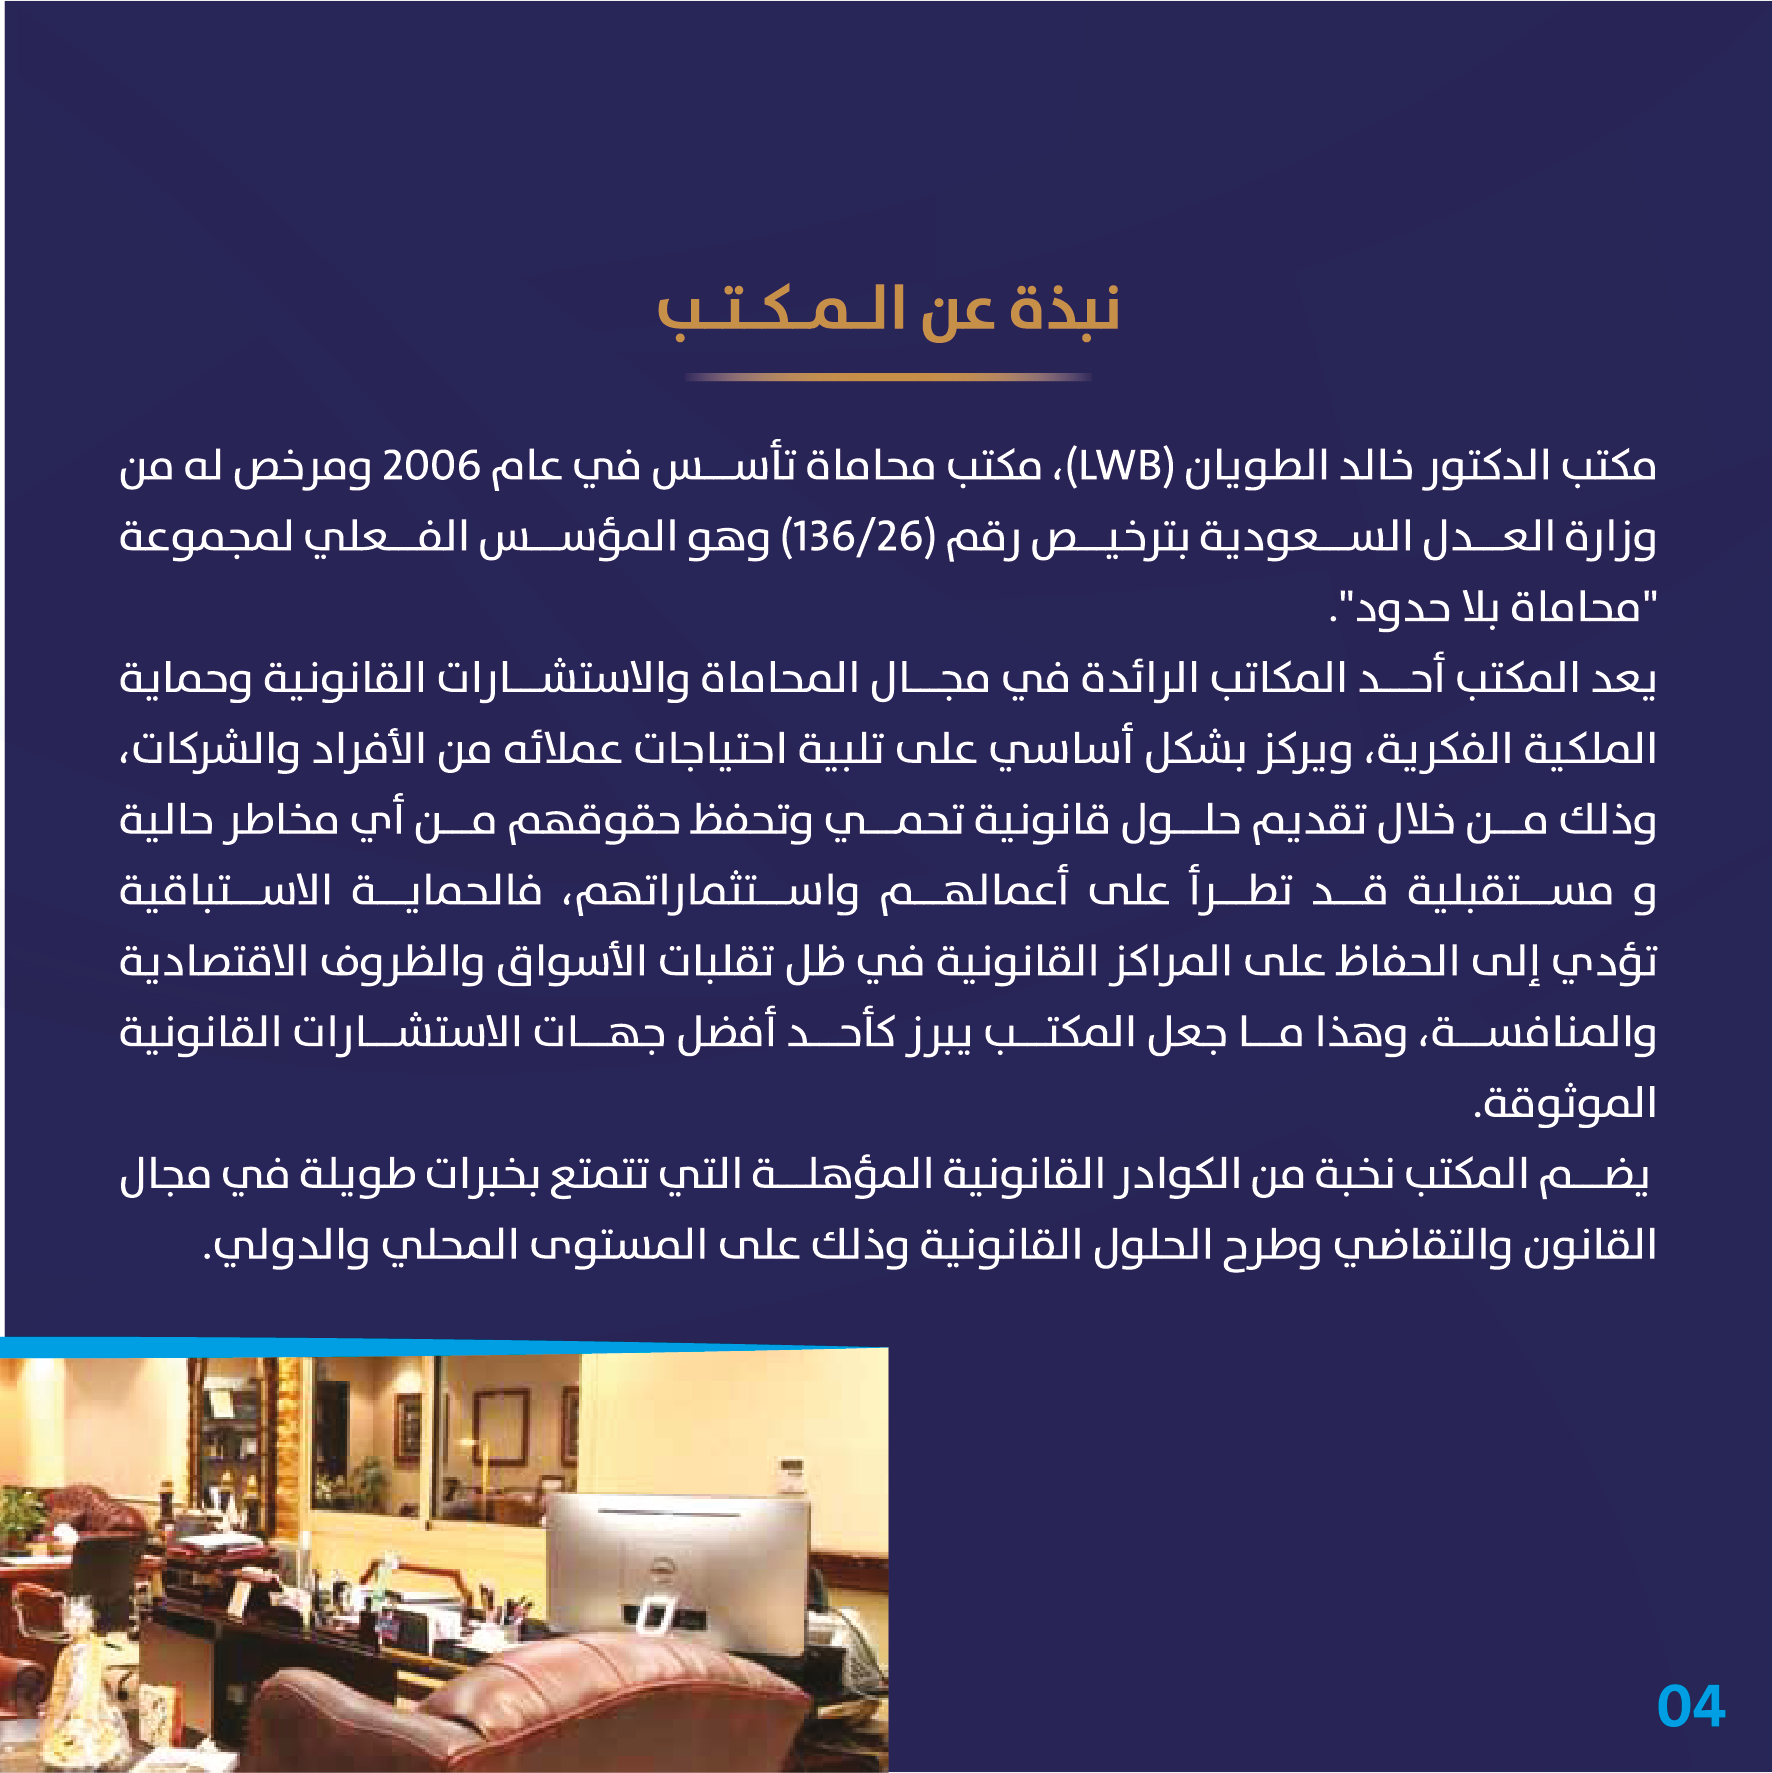 نبذة عن المكتب
مكتب الدكتور خالد الطويان (LWB)، مكتب محاماة تأسس في عام 2006 ومرخص له من
وزارة العدل السعودية بترخيص رقم (136/26) وهو المؤسس الفعلي لمجموعة
"محاماة بلا حدود".
يعد المكتب أحد المكاتب الرائدة في مجال المحاماة والاستشارات القانونية وحماية
الملكية الفكرية، ويركز بشكل أساسي على تلبية احتياجات عملائه من الأفراد والشركات،
وذلك من خلال تقديم حلول قانونية تحمي وتحفظ حقوقهم من أي مخاطر حالية
و مستقبلية قد تطرأ على أعمالهم واستثماراتهم، فالحماية الاستباقية
تؤدي إلى الحفاظ على المراكز القانونية في ظل تقلبات الأسواق والظروف الاقتصادية
والمنافسة، وهذا ما جعل المكتب يبرز كأحد أفضل جهات الاستشارات القانونية
الموثوقة.
يضم المكتب نخبة من الكوادر القانونية المؤهلة التي تتمتع بخبرات طويلة في مجال
القانون والتقاضي وطرح الحلول القانونية وذلك على المستوى المحلي والدولي.
04